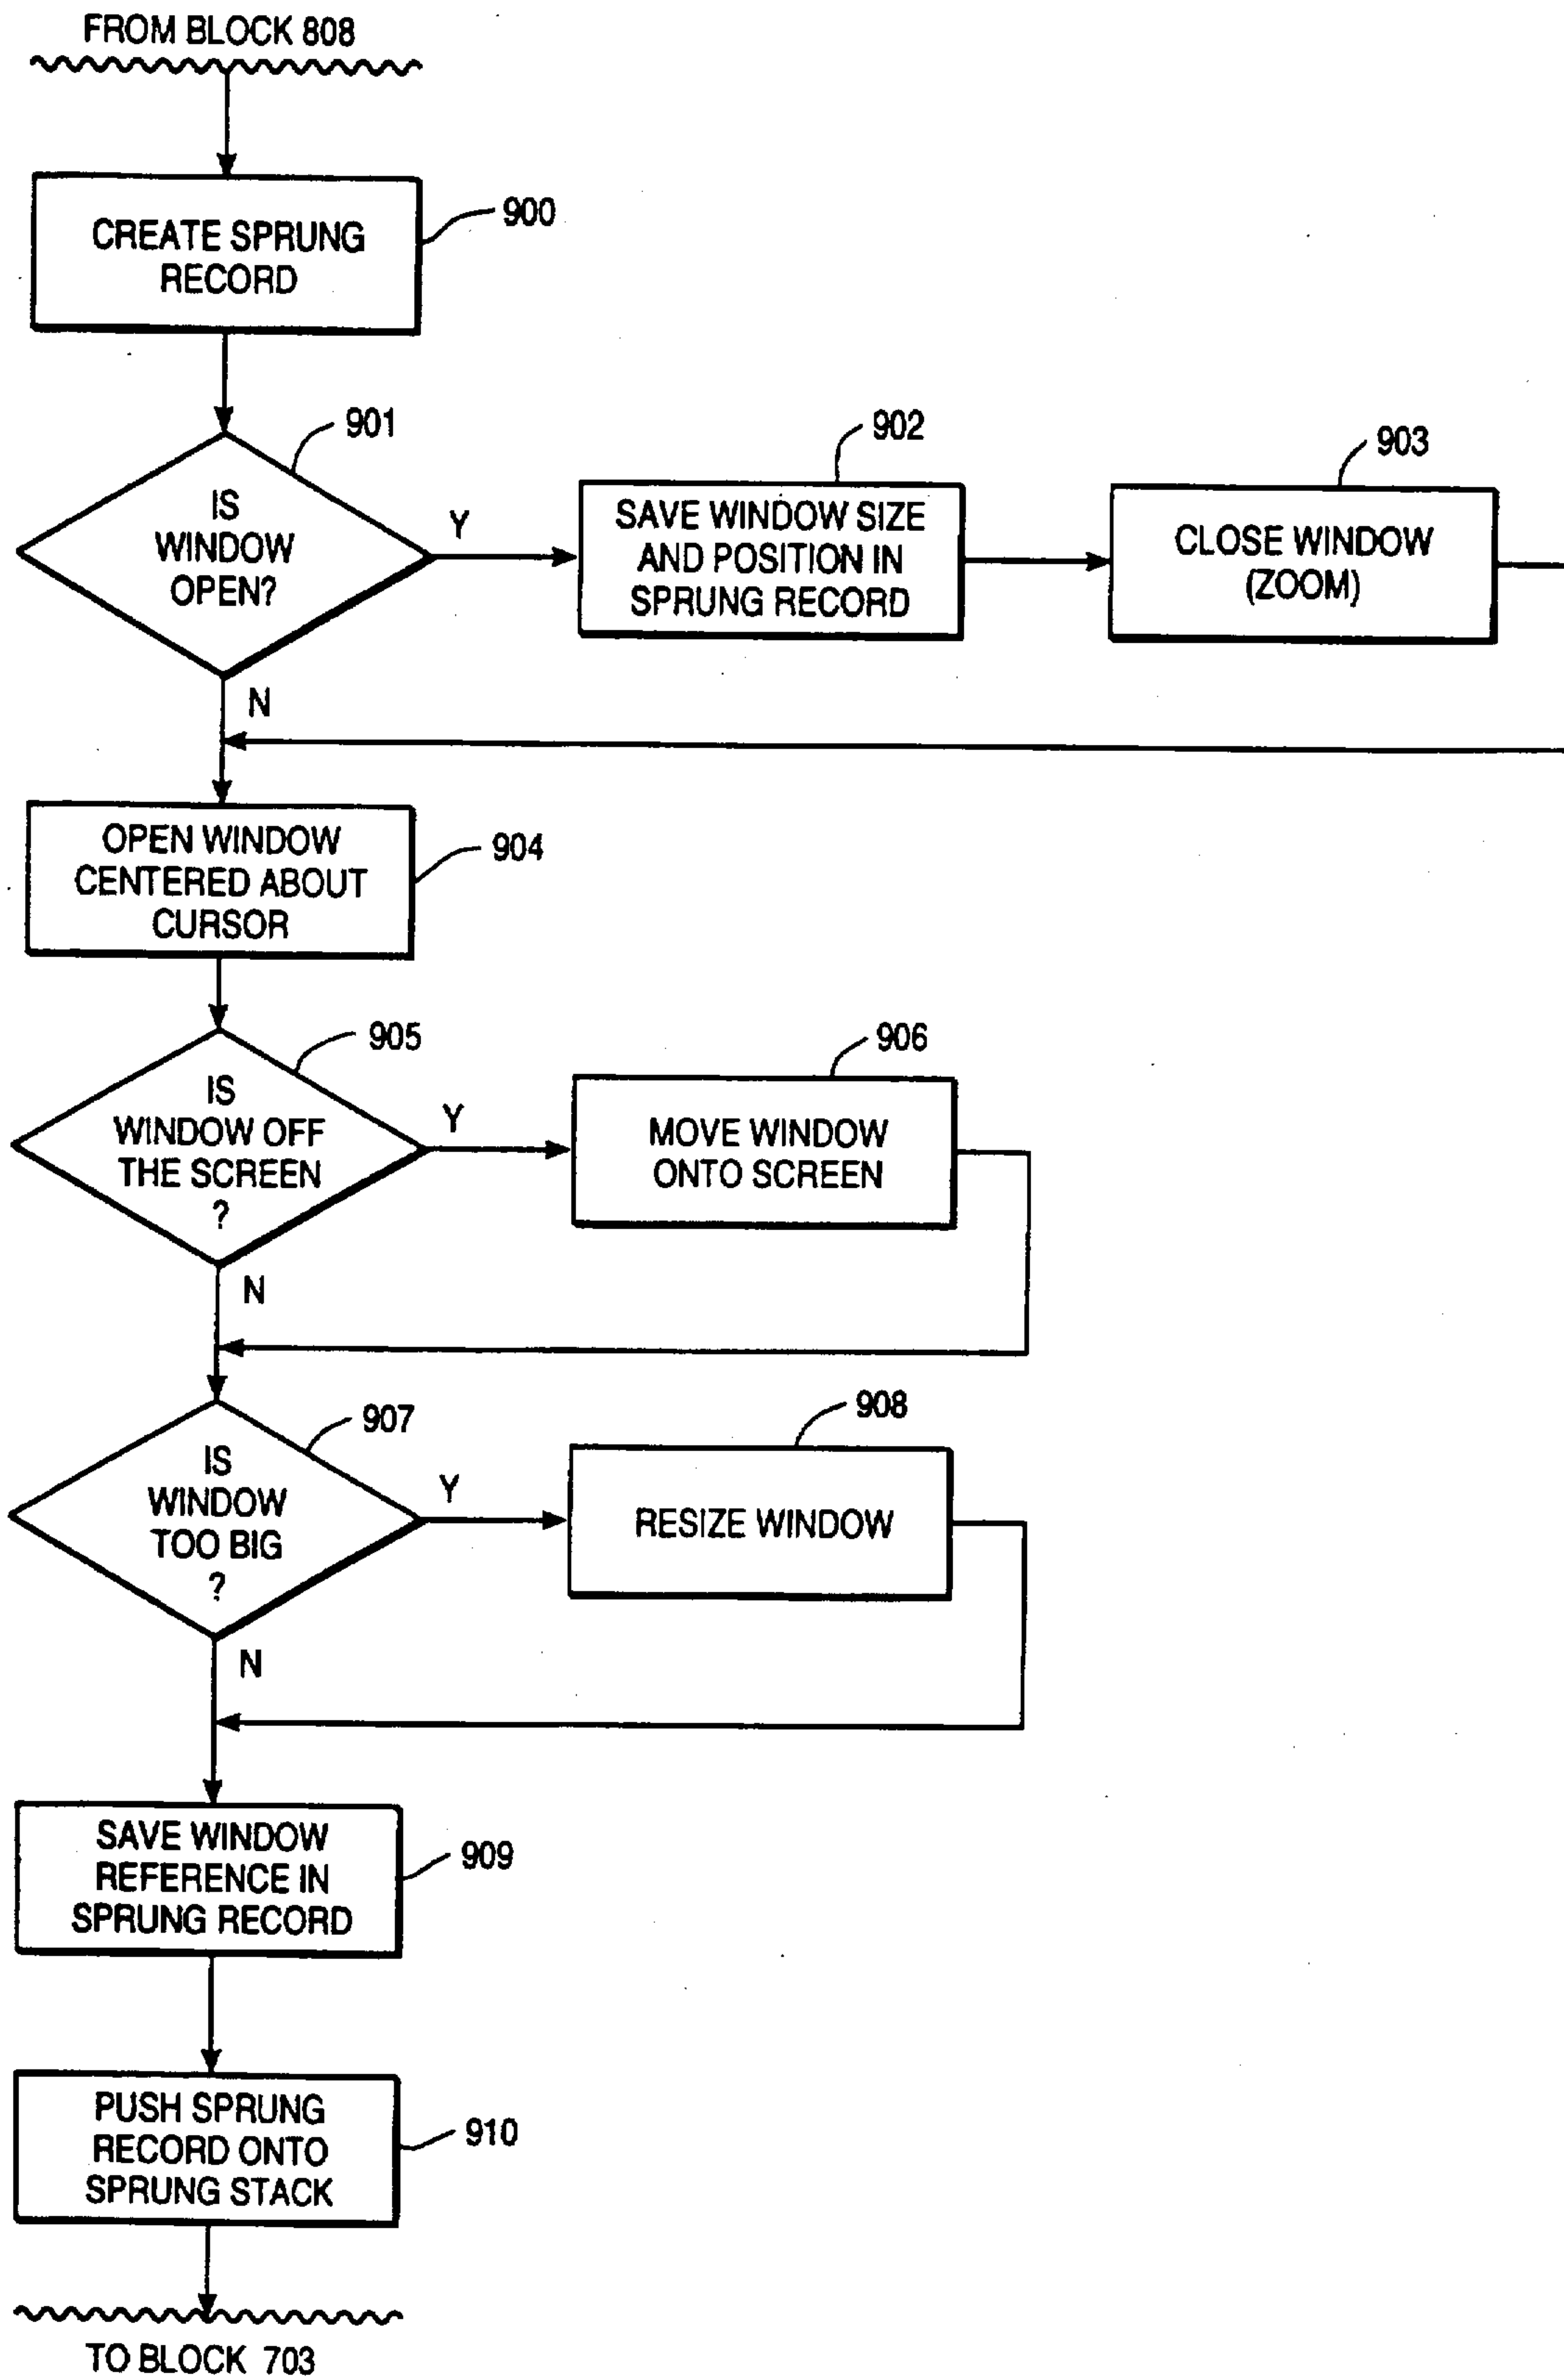 FROM BLOCK 808
900
CREATE SPRUNG
RECORD
901
IS
WINDOW
OPEN?
Y
N
902
SAVE WINDOW SIZE
AND POSITION IN
SPRUNG RECORD
903
CLOSE WINDOW
(ZOOM)
904
OPEN WINDOW
CENTERED ABOUT
CURSOR
905
IS
WINDOW OFF
THE SCREEN
?
Y
N
906
MOVE WINDOW
ONTO SCREEN
907
IS
WINDOW
TOO BIG
?
Y
N
908
RESIZE WINDOW
909
SAVE WINDOW
REFERENCE IN
SPRUNG RECORD
910
PUSH SPRUNG
RECORD ONTO
SPRUNG STACK
TO BLOCK 703